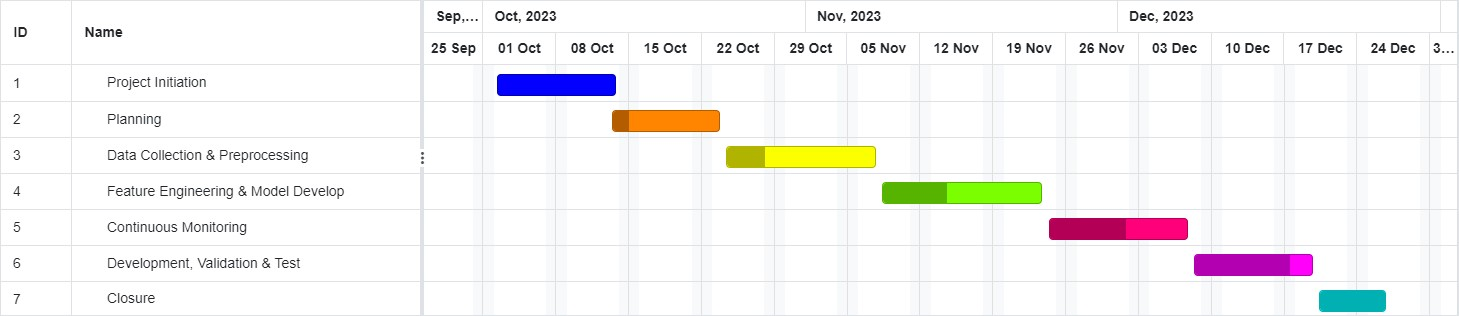 ID Name Sep,... Oct, 2023 Nov, 2023 Dec, 2023
25 Sep 01 Oct 08 Oct 15 Oct 22 Oct 29 Oct 05 Nov 12 Nov 19 Nov 26 Nov 03 Dec 10 Dec 17 Dec 24 Dec 3...
1 Project Initiation
2 Planning
3 Data Collection & Preprocessing
4 Feature Engineering & Model Develop
5 Continuous Monitoring
6 Development, Validation & Test
7 Closure